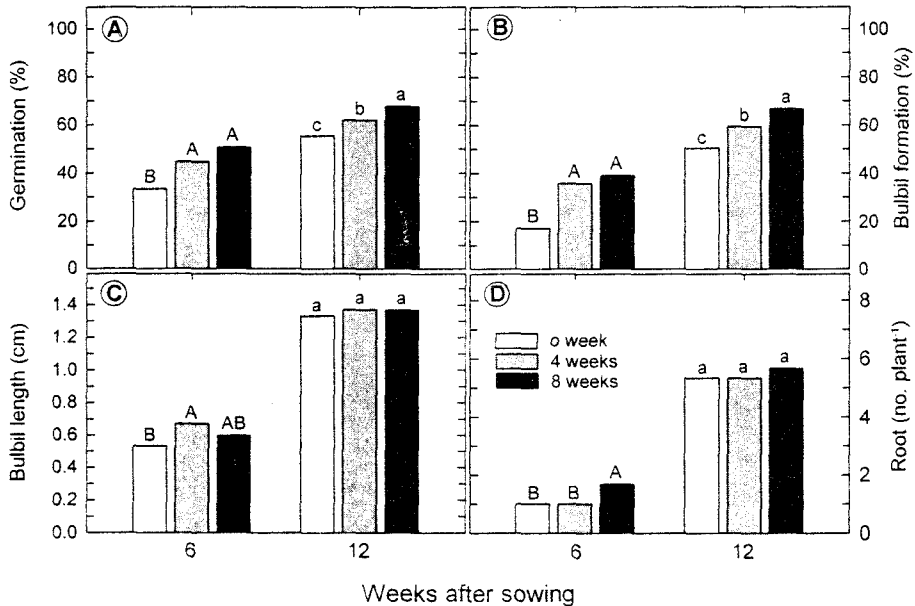 A
Germination (%)
100
80
60
40
20
0
B A A
c b a
B
Bulbil formation (%)
100
80
60
40
20
0
B A A
c b a
C
Bulbil length (cm)
1.4
1.2
1.0
0.8
0.6
0.4
0.2
0.0
B A AB
a a a
6 12
D
o week
4 weeks
8 weeks
Root (no. plant⁻¹)
8
6
4
2
0
B B A
a a a
6 12
Weeks after sowing